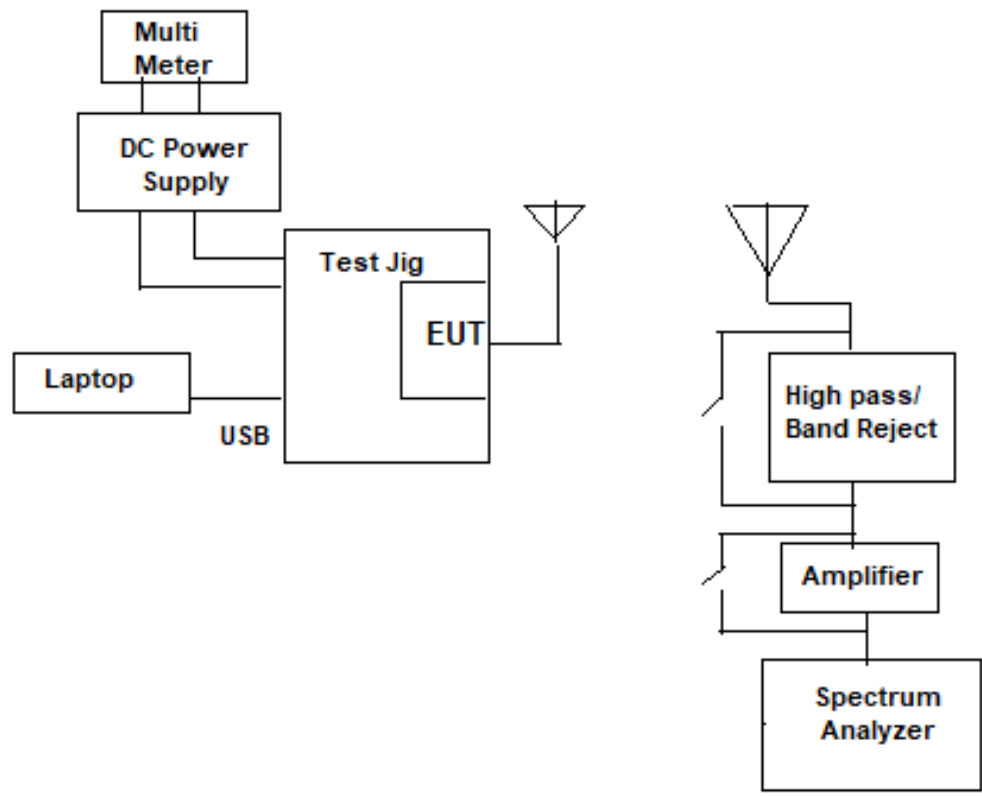 Multi
Meter
DC Power
Supply
Test Jig
EUT
Laptop
USB
High pass/
Band Reject
Amplifier
Spectrum
Analyzer